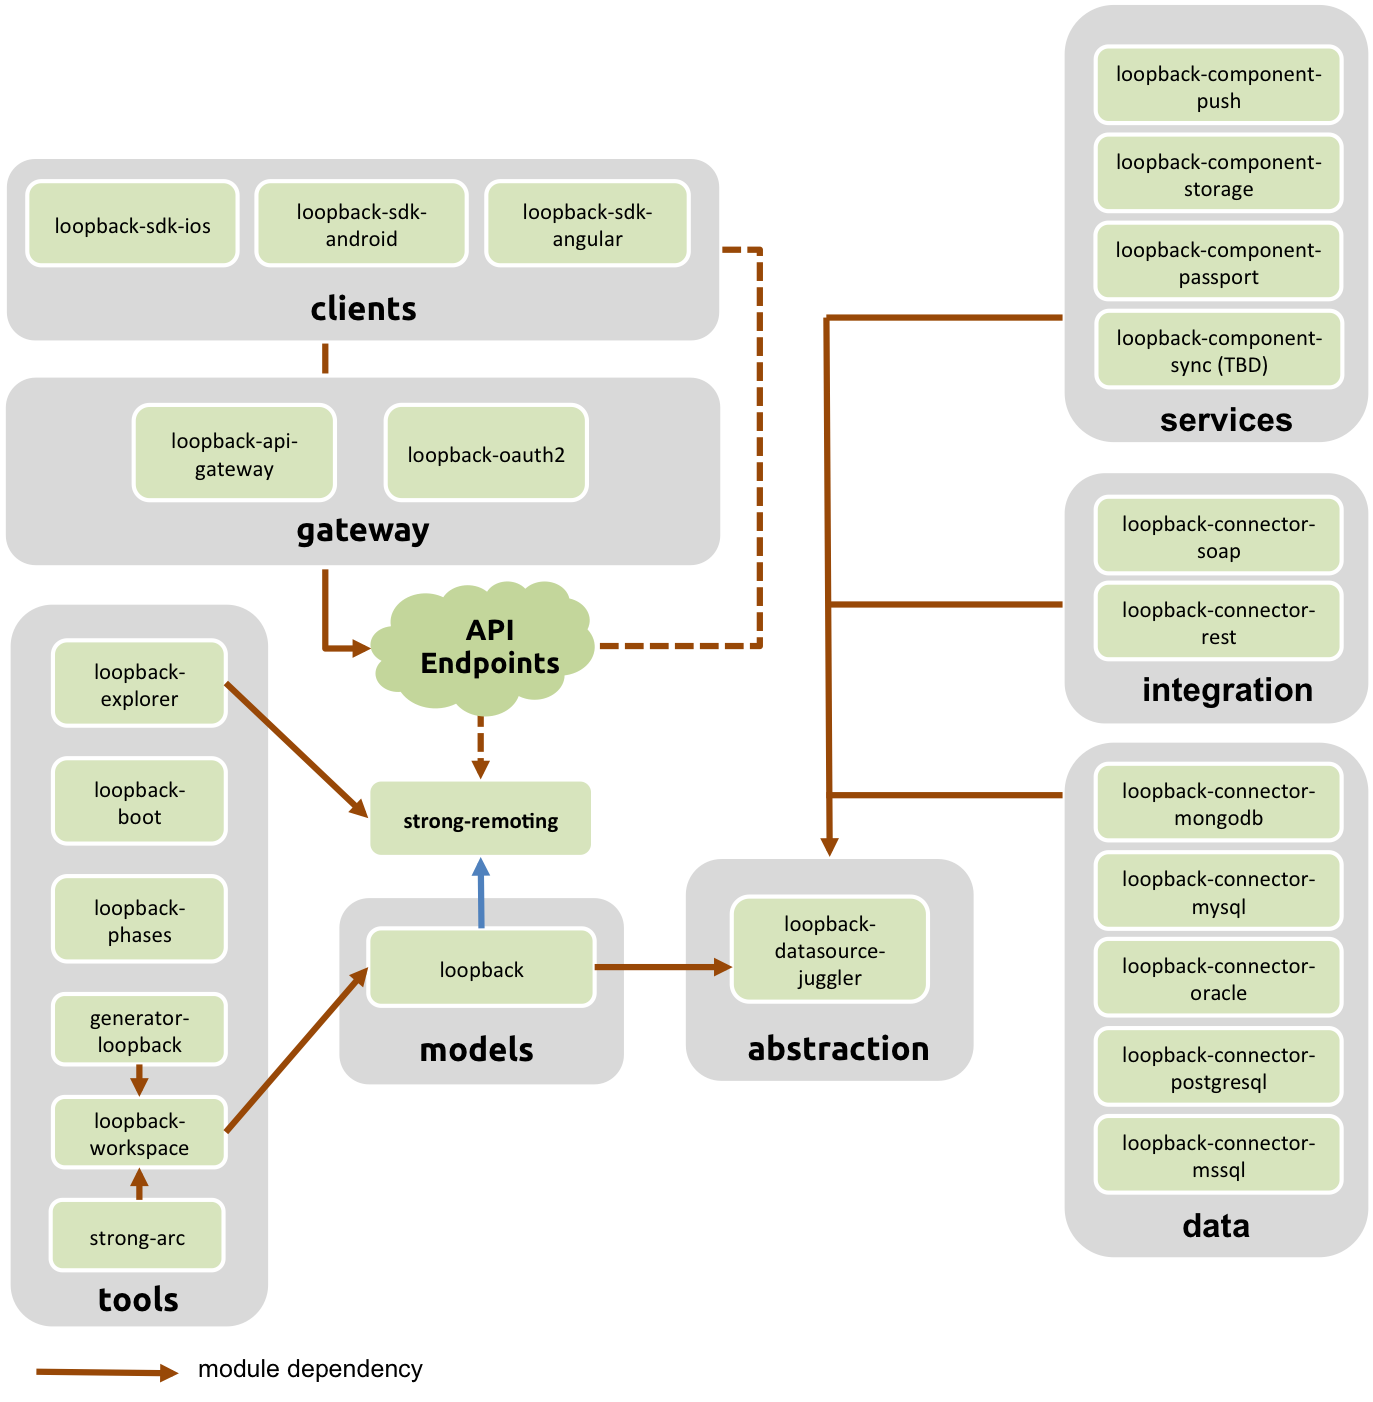 loopback-component-
push
loopback-component-
storage
loopback-component-
passport
loopback-component-
sync (TBD)
services
loopback-sdk-ios
loopback-sdk-
android
loopback-sdk-
angular
clients
loopback-api-
gateway
loopback-oauth2
gateway
loopback-connector-
soap
loopback-connector-
rest
integration
API
Endpoints
loopback-
explorer
loopback-
boot
loopback-
phases
generator-
loopback
loopback-
workspace
strong-arc
tools
strong-remoting
loopback
models
loopback-
datasource-
juggler
abstraction
loopback-connector-
mongodb
loopback-connector-
mysql
loopback-connector-
oracle
loopback-connector-
postgresql
loopback-connector-
mssql
data
module dependency